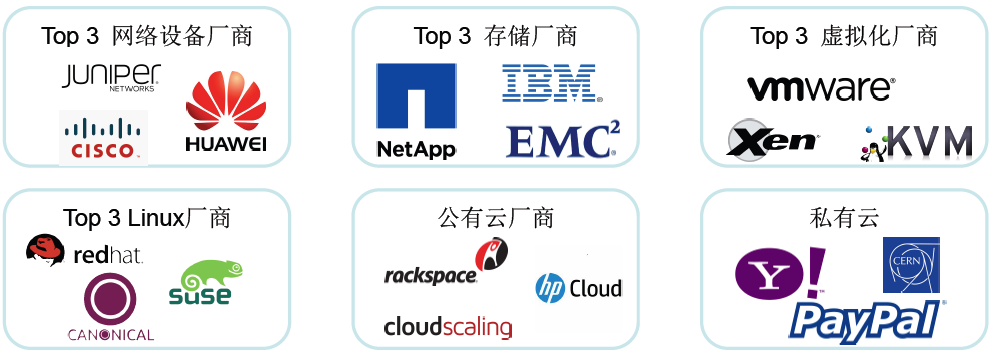 Top 3 网络设备厂商
JUNIPER
NETWORKS
CISCO
HUAWEI
Top 3 存储厂商
NetApp
IBM
EMC²
Top 3 虚拟化厂商
vmware
Xen
KVM
Top 3 Linux厂商
redhat.
CANONICAL
suse
公有云厂商
rackspace
hp Cloud
cloudscaling
私有云
Y!
CERN
PayPal